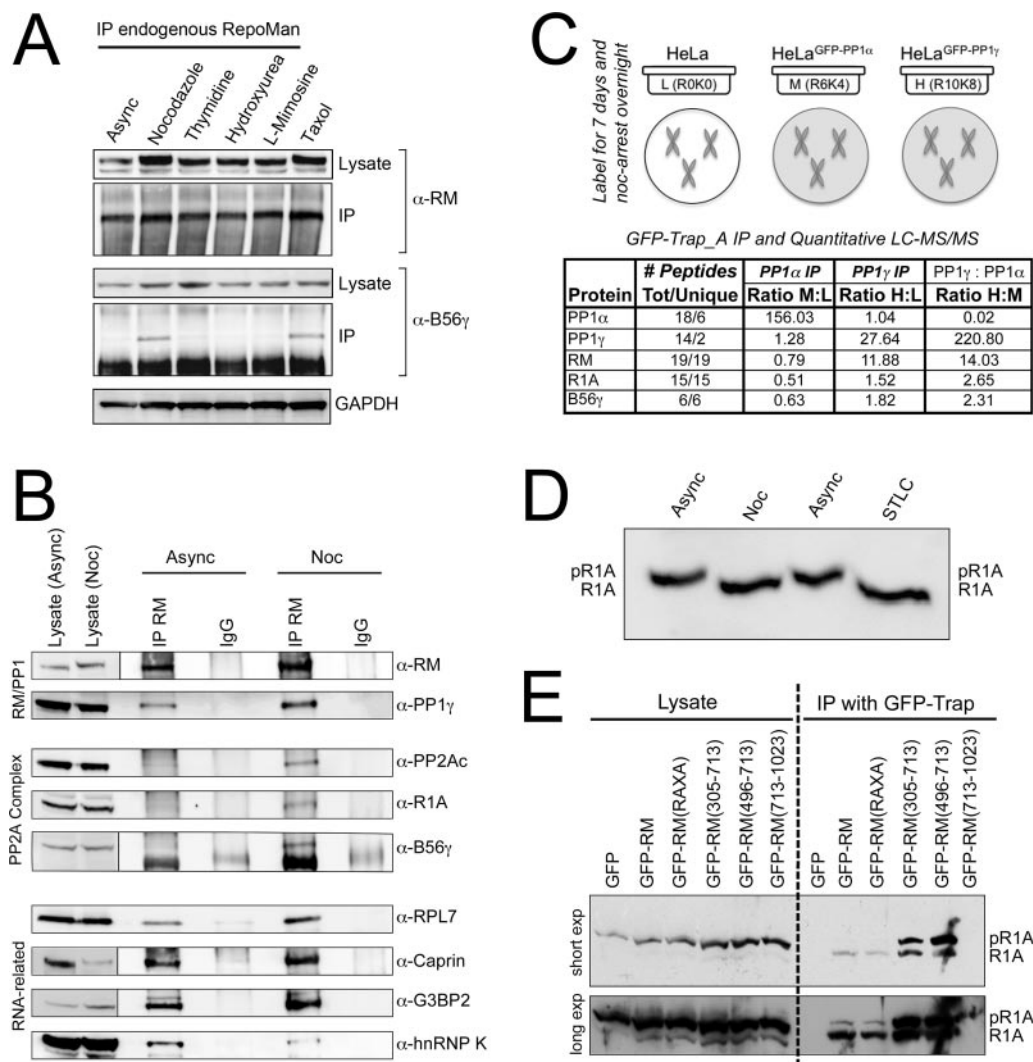 A
IP endogenous RepoMan
Async
Nocodazole
Thymidine
Hydroxyurea
L-Mimosine
Taxol
Lysate
IP
α-RM
Lysate
IP
α-B56γ
GAPDH
B
Lysate (Async)
Lysate (Noc)
Async
Noc
IP RM
IgG
IP RM
IgG
RM/PP1
α-RM
α-PP1γ
PP2A Complex
α-PP2Ac
α-R1A
α-B56γ
RNA-related
α-RPL7
α-Caprin
α-G3BP2
α-hnRNP K
C
Label for 7 days and
noc-arrest overnight
HeLa
L (R0K0)
HeLaGFP-PP1α
M (R6K4)
HeLaGFP-PP1γ
H (R10K8)
GFP-Trap_A IP and Quantitative LC-MS/MS
Protein # Peptides Tot/Unique PP1α IP Ratio M:L PP1γ IP Ratio H:L PP1γ : PP1α Ratio H:M
PP1α 18/6 156.03 1.04 0.02
PP1γ 14/2 1.28 27.64 220.80
RM 19/19 0.79 11.88 14.03
R1A 15/15 0.51 1.52 2.65
B56γ 6/6 0.63 1.82 2.31
D
Async
Noc
Async
STLC
pR1A
R1A
pR1A
R1A
E
Lysate
IP with GFP-Trap
GFP
GFP-RM
GFP-RM(RAXA)
GFP-RM(305-713)
GFP-RM(496-713)
GFP-RM(713-1023)
GFP
GFP-RM
GFP-RM(RAXA)
GFP-RM(305-713)
GFP-RM(496-713)
GFP-RM(713-1023)
short exp
pR1A
R1A
long exp
pR1A
R1A